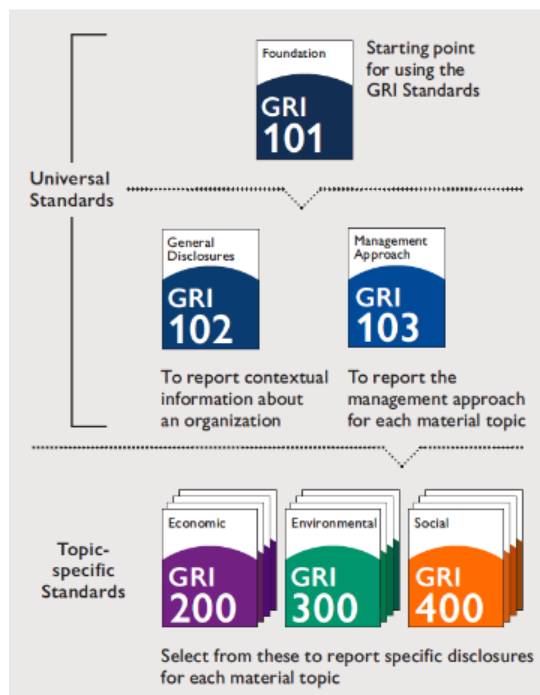 Foundation
GRI
101
Starting point
for using the
GRI Standards
Universal
Standards
General
Disclosures
GRI
102
Management
Approach
GRI
103
To report contextual
information about
an organization
To report the
management approach
for each material topic
Topic-
specific
Standards
Economic
GRI
200
Environmental
GRI
300
Social
GRI
400
Select from these to report specific disclosures
for each material topic